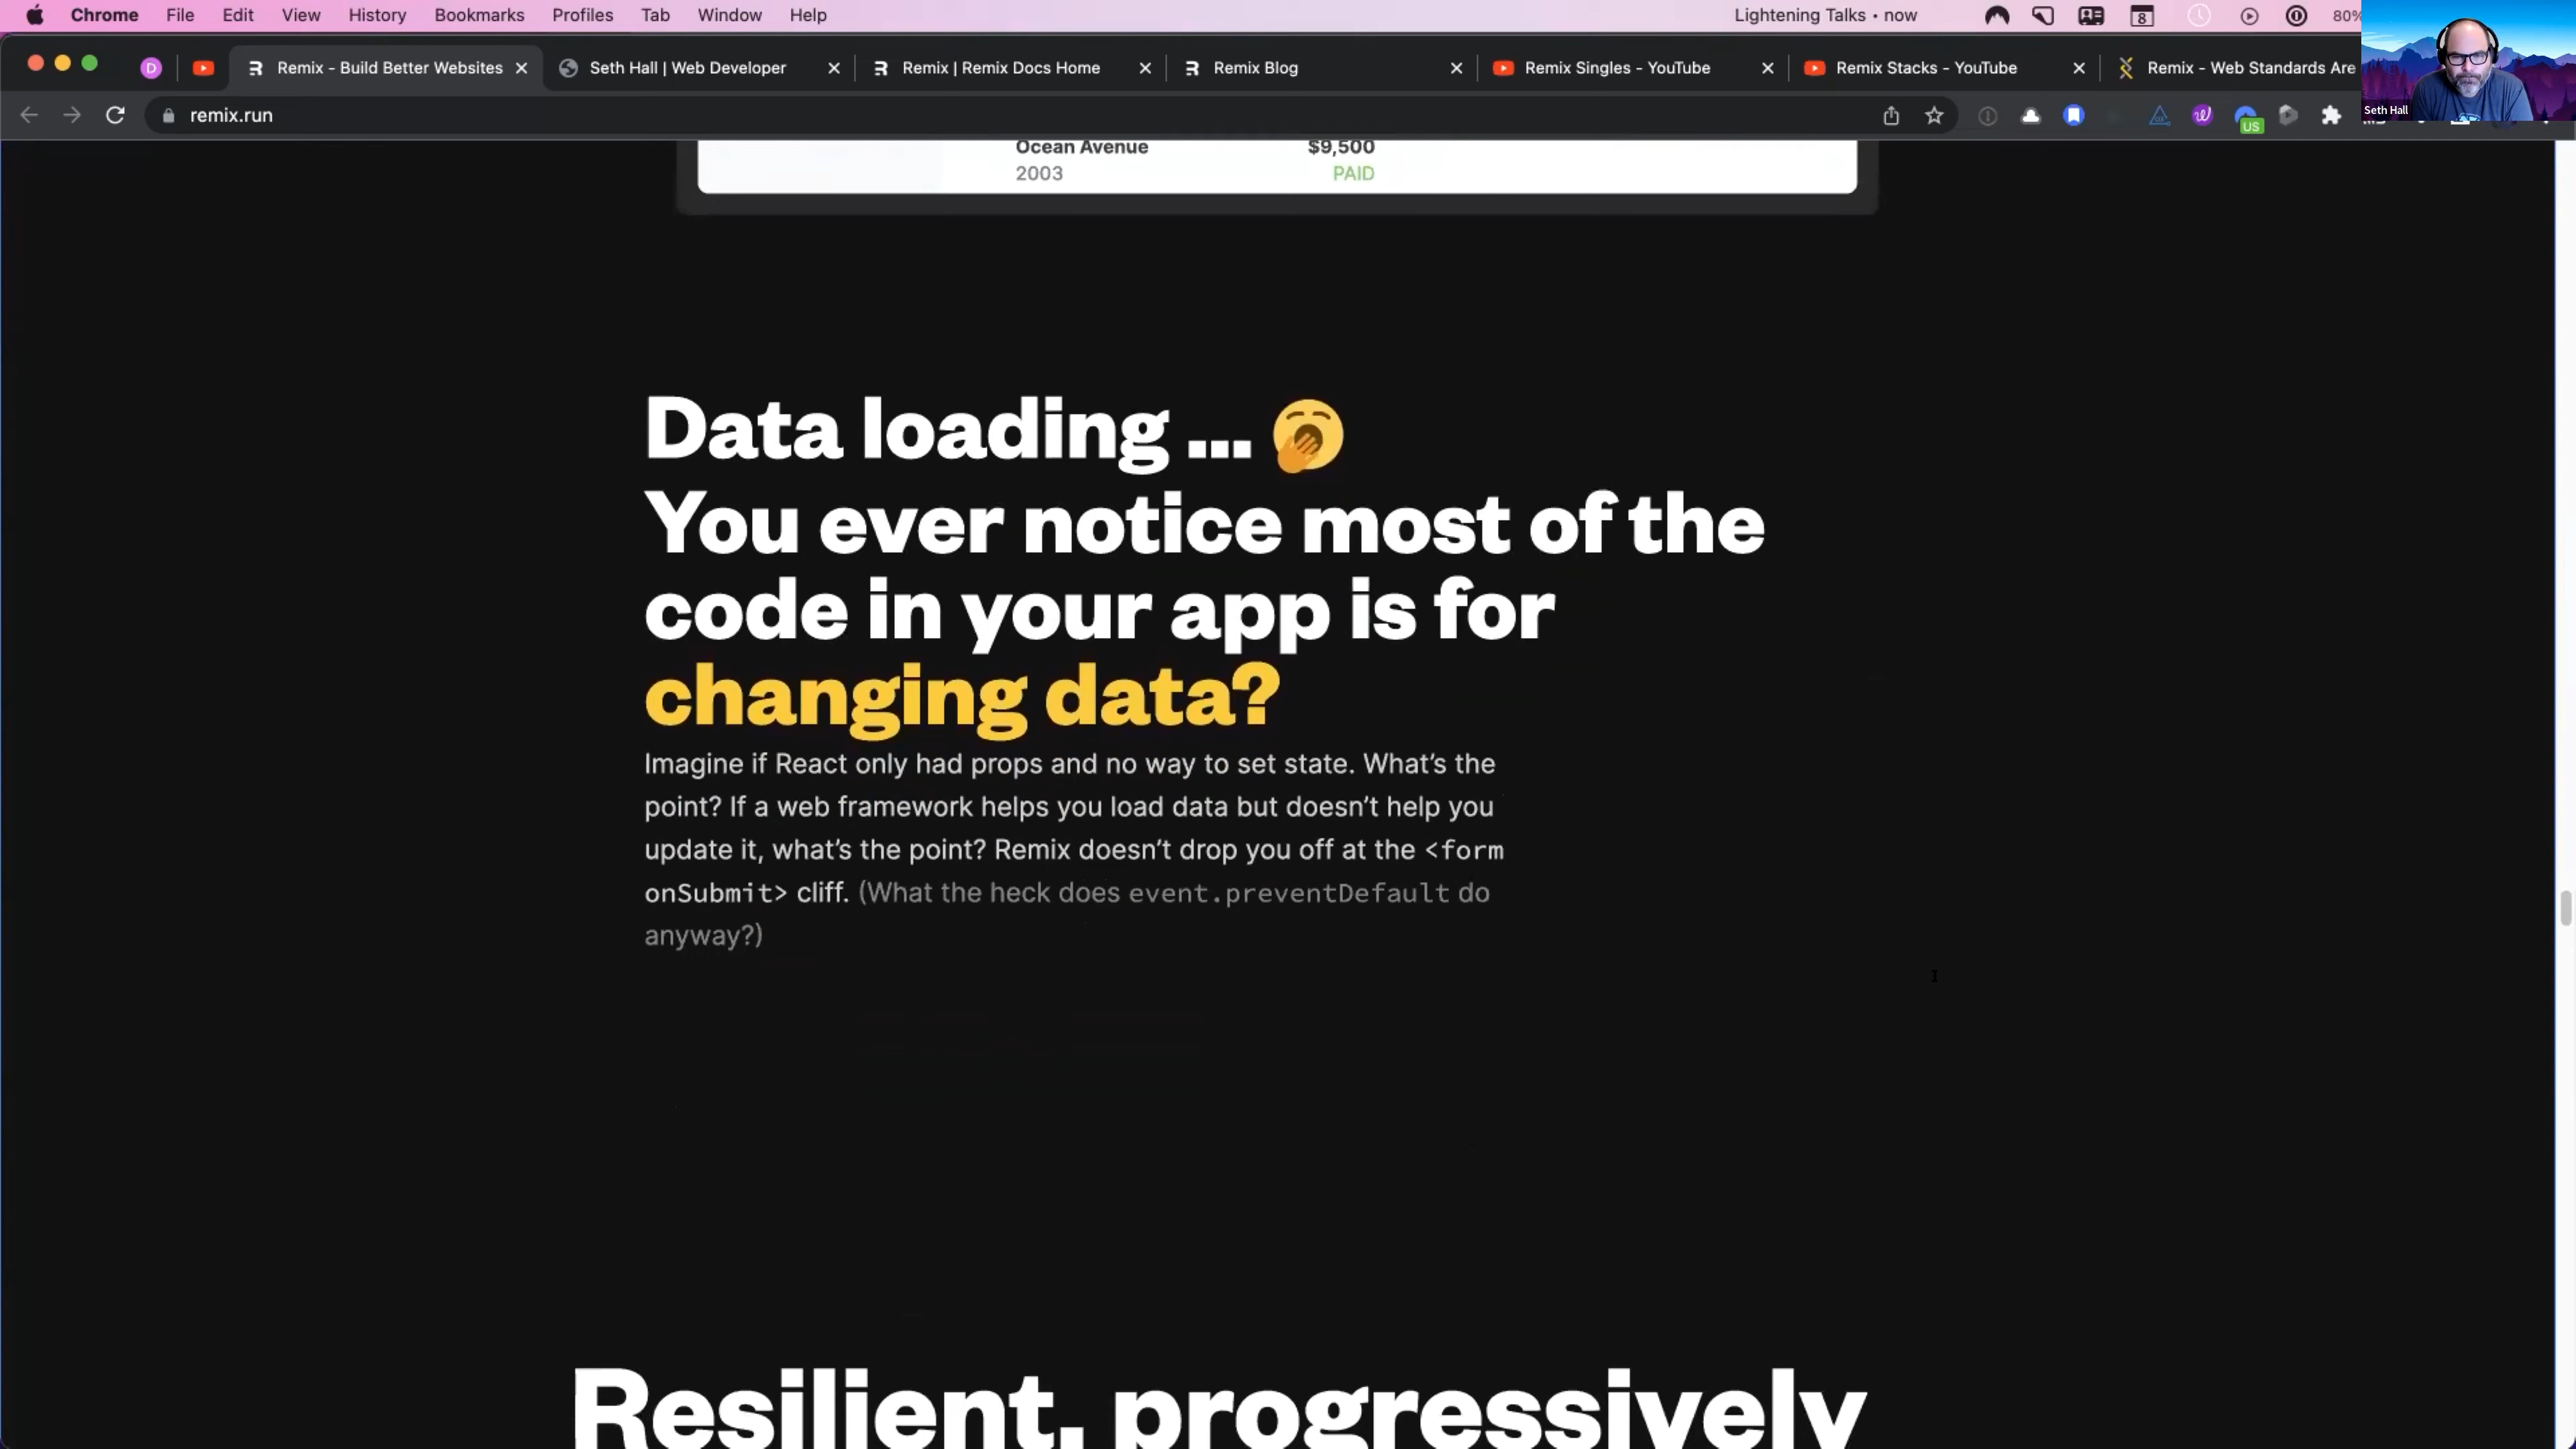 Chrome File Edit View History Bookmarks Profiles Tab Window Help Lightening Talks • now 8 80%
D Remix - Build Better Websites Seth Hall | Web Developer Remix | Remix Docs Home Remix Blog Remix Singles - YouTube Remix Stacks - YouTube Remix - Web Standards Are
Seth Hall
remix.run
US
Ocean Avenue $9,500
2003 PAID
Data loading ...
You ever notice most of the
code in your app is for
changing data?
Imagine if React only had props and no way to set state. What’s the
point? If a web framework helps you load data but doesn’t help you
update it, what’s the point? Remix doesn’t drop you off at the <form
onSubmit> cliff. (What the heck does event.preventDefault do
anyway?)
Resilient, progressively